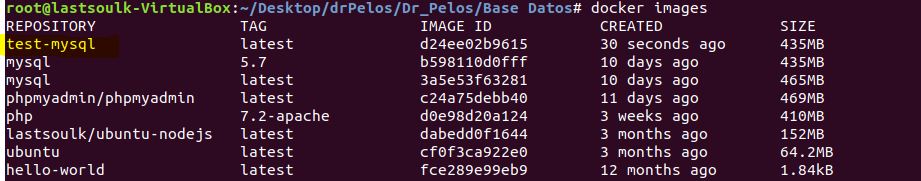 root@lastsoulk-VirtualBox:~/Desktop/drPelos/Dr_Pelos/Base Datos# docker images
REPOSITORY TAG IMAGE ID CREATED SIZE
test-mysql latest d24ee02b9615 30 seconds ago 435MB
mysql 5.7 b598110d0fff 10 days ago 435MB
mysql latest 3a5e53f63281 10 days ago 465MB
phpmyadmin/phpmyadmin latest c24a75debb40 11 days ago 469MB
php 7.2-apache d0e98d20a124 3 weeks ago 410MB
lastsoulk/ubuntu-nodejs latest dabedd0f1644 3 months ago 152MB
ubuntu latest cf0f3ca922e0 3 months ago 64.2MB
hello-world latest fce289e99eb9 12 months ago 1.84kB